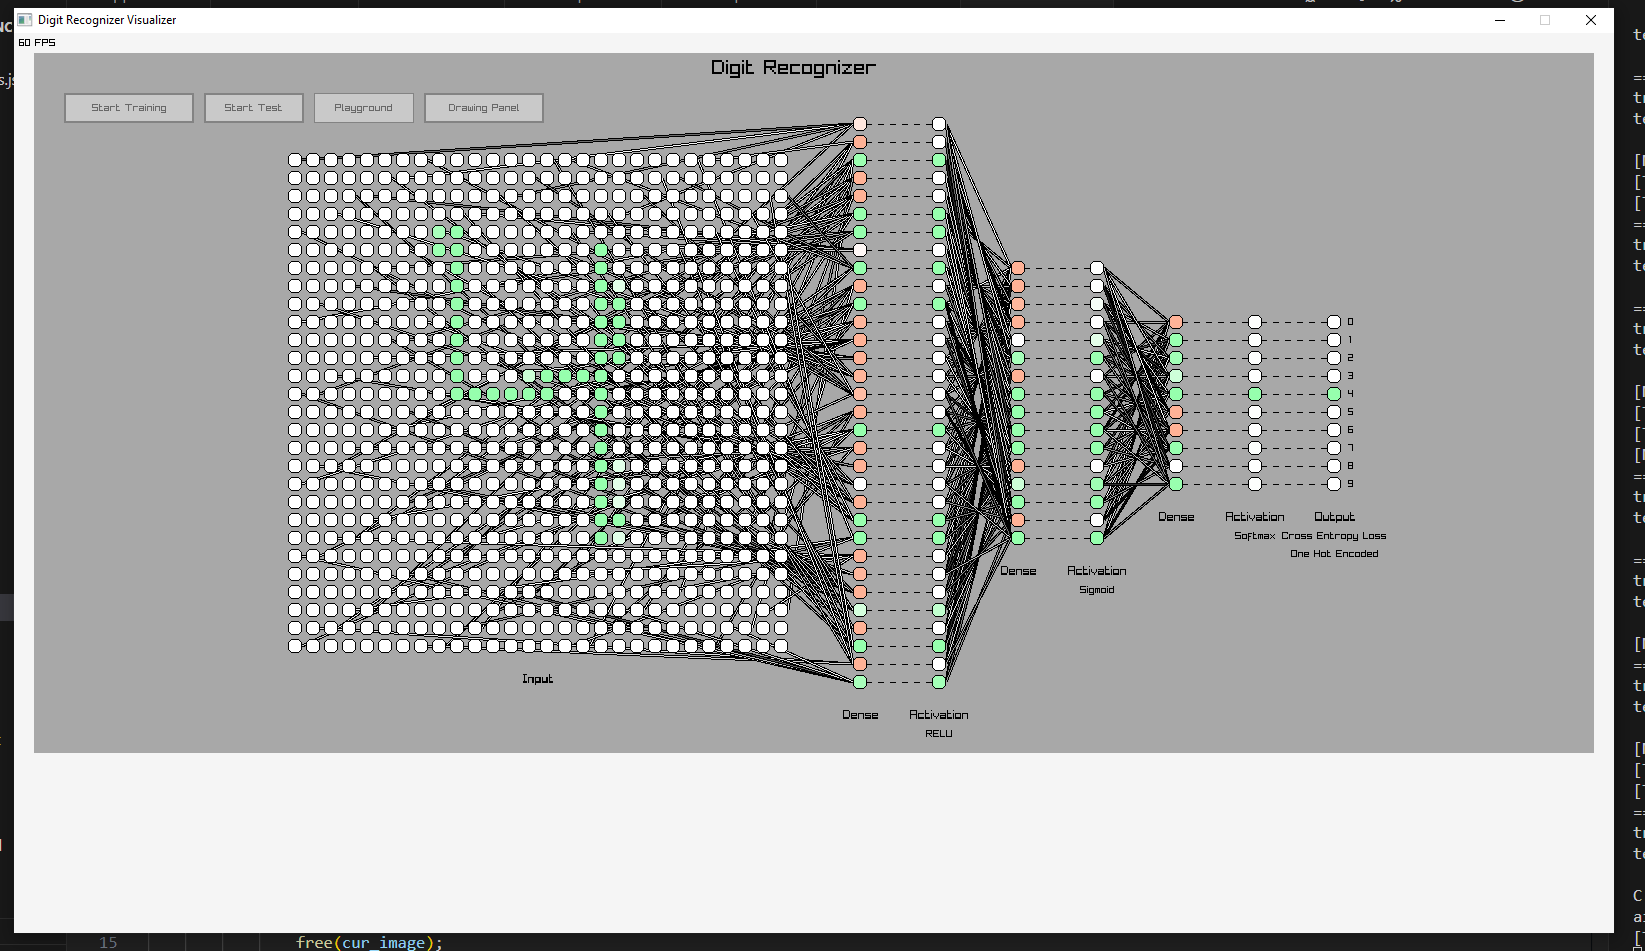 Digit Recognizer Visualizer
60 FPS
Digit Recognizer
Start Training
Start Test
Playground
Drawing Panel
0
1
2
3
4
5
6
7
8
9
Dense
Activation
Output
Softmax Cross Entropy Loss
One Hot Encoded
Dense
Activation
Sigmoid
Input
Dense
Activation
RELU
15 free(cur_image);